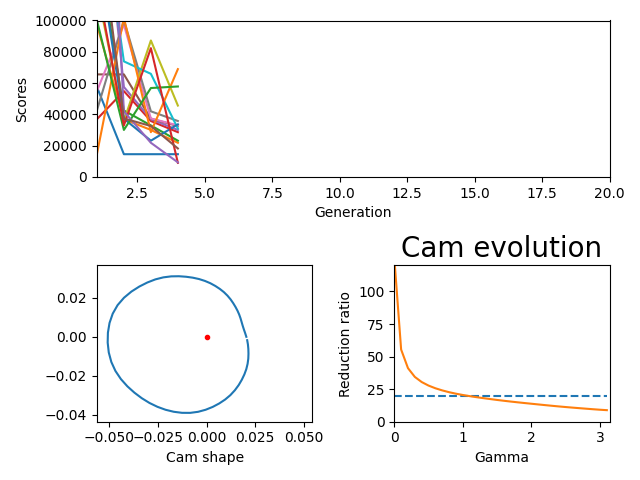 100000
80000
60000
40000
20000
0
Scores
2.5 5.0 7.5 10.0 12.5 15.0 17.5 20.0
Generation
Cam evolution
0.02
0.00
−0.02
−0.04
−0.050 −0.025 0.000 0.025 0.050
Cam shape
100
75
50
25
0
Reduction ratio
0 1 2 3
Gamma